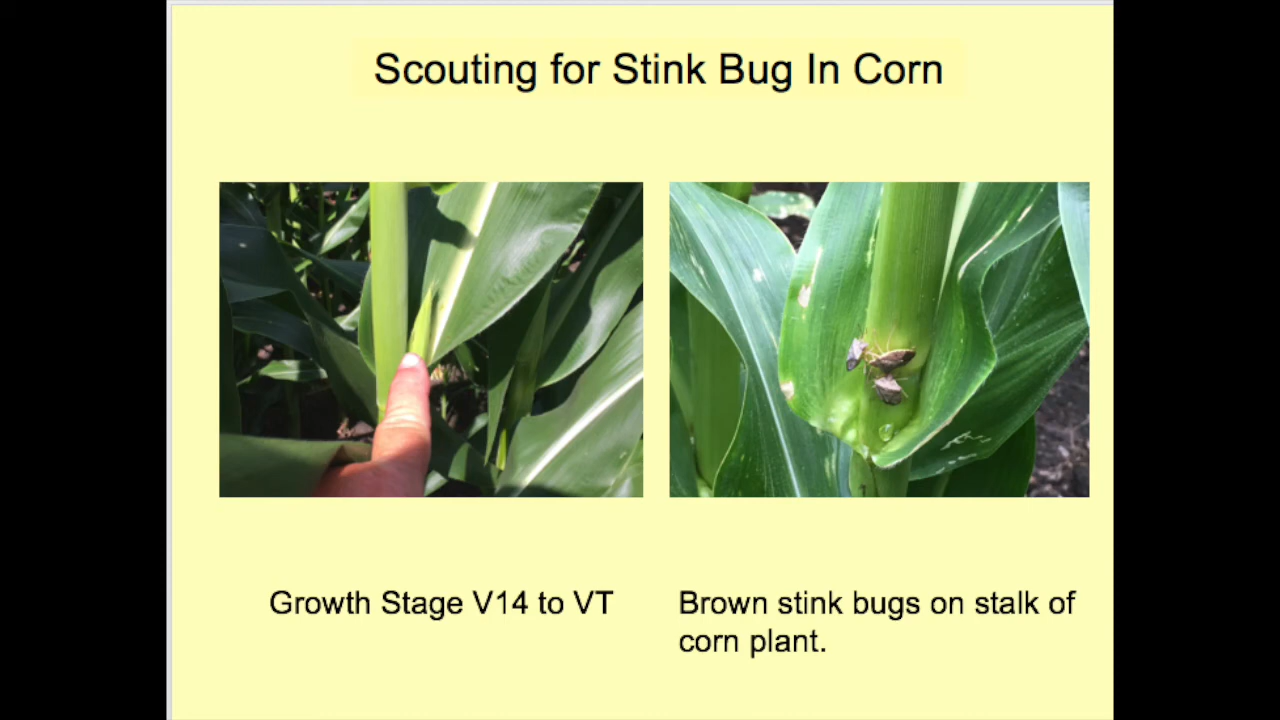 Scouting for Stink Bug In Corn
Growth Stage V14 to VT
Brown stink bugs on stalk of
corn plant.